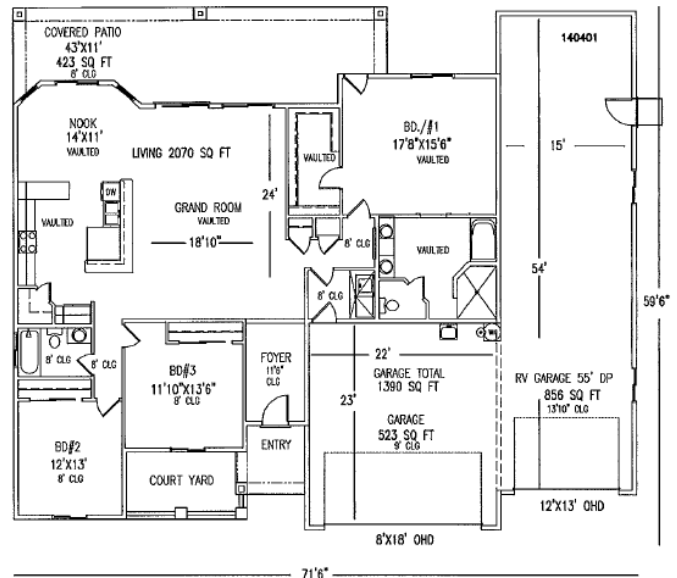 COVERED PATIO
43'X11'
423 SQ FT
8' CLG
140401
NOOK
14'X11'
VAULTED
LIVING 2070 SQ FT
BD./#1
17'8"X15'6"
VAULTED
VAULTED
15'
DW
24'
GRAND ROOM
VAULTED
VAULTED
18'10"
8' CLG
VAULTED
54'
8' CLG
59'6"
8' CLG
8' CLG
BD#3
11'10"X13'6"
8' CLG
FOYER
11'6"
CLG
22'
GARAGE TOTAL
1390 SQ FT
23'
GARAGE
523 SQ FT
9' CLG
RV GARAGE 55' DP
856 SQ FT
13'10" CLG
BD#2
12'X13'
8' CLG
ENTRY
COURT YARD
12'X13' OHD
8'X18' OHD
71'6"